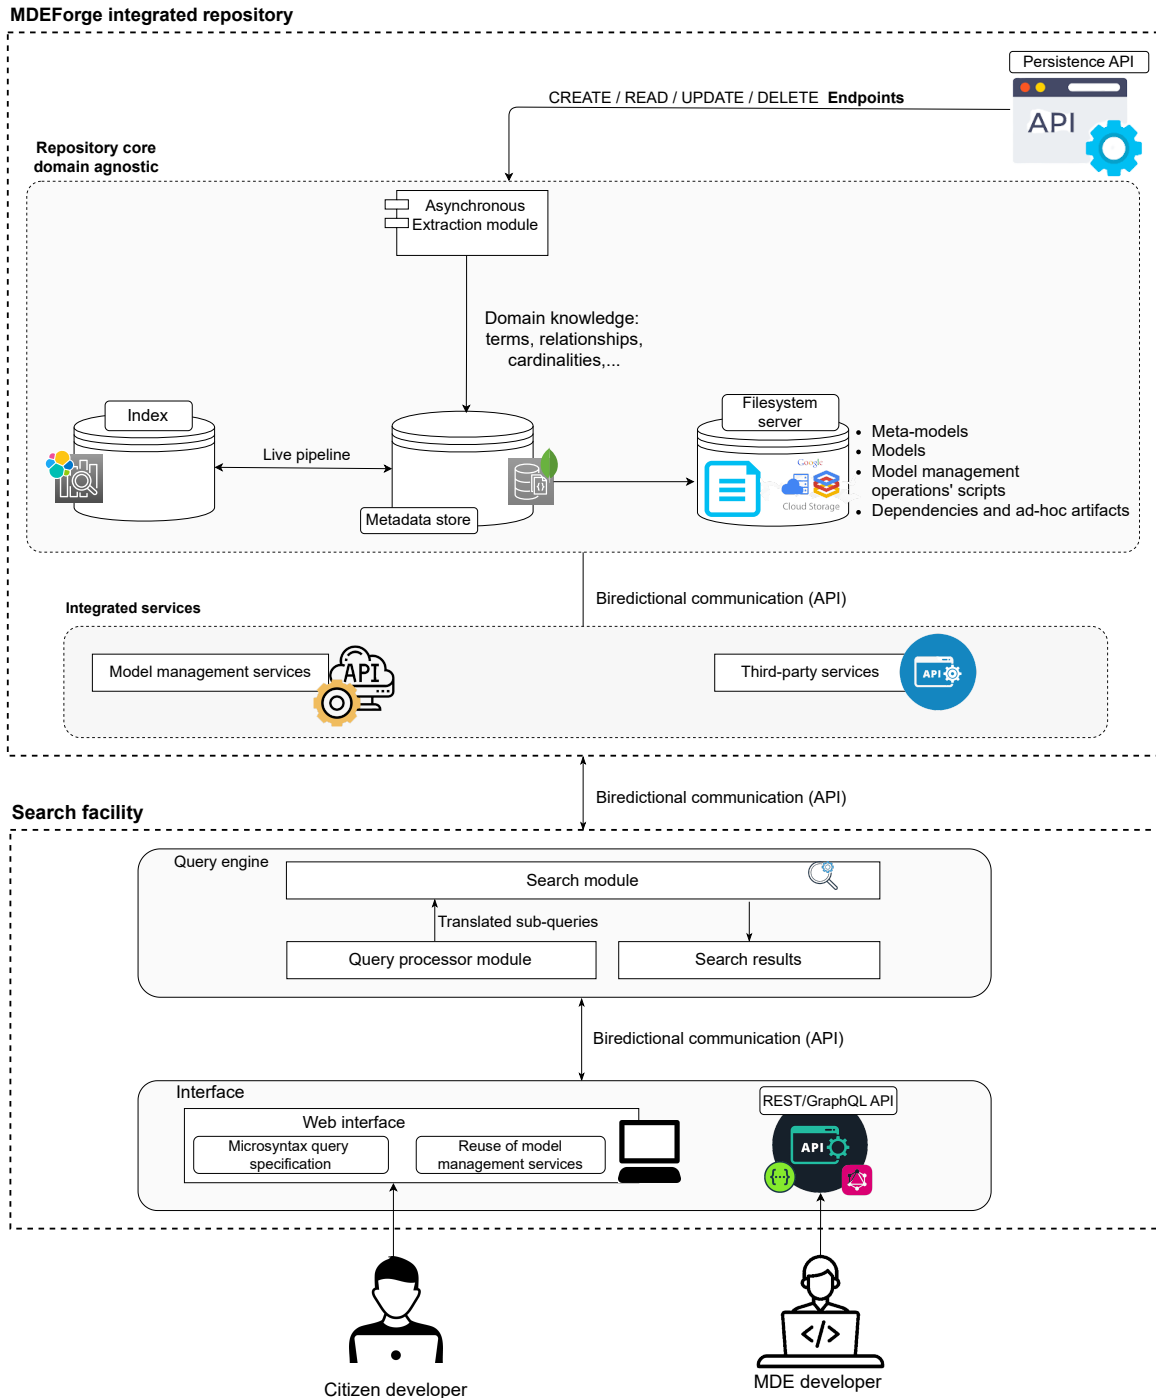 MDEForge integrated repository
Persistence API
API
CREATE / READ / UPDATE / DELETE Endpoints
Repository core
domain agnostic
Asynchronous
Extraction module
Domain knowledge:
terms, relationships,
cardinalities,...
Index
Live pipeline
Metadata store
Filesystem
server
Google
Cloud Storage
• Meta-models
• Models
• Model management
operations' scripts
• Dependencies and ad-hoc artifacts
Biredictional communication (API)
Integrated services
Model management services
API
Third-party services
API
Biredictional communication (API)
Search facility
Query engine
Search module
Translated sub-queries
Query processor module
Search results
Biredictional communication (API)
Interface
Web interface
Microsyntax query
specification
Reuse of model
management services
REST/GraphQL API
API
{···}
</>
Citizen developer
MDE developer